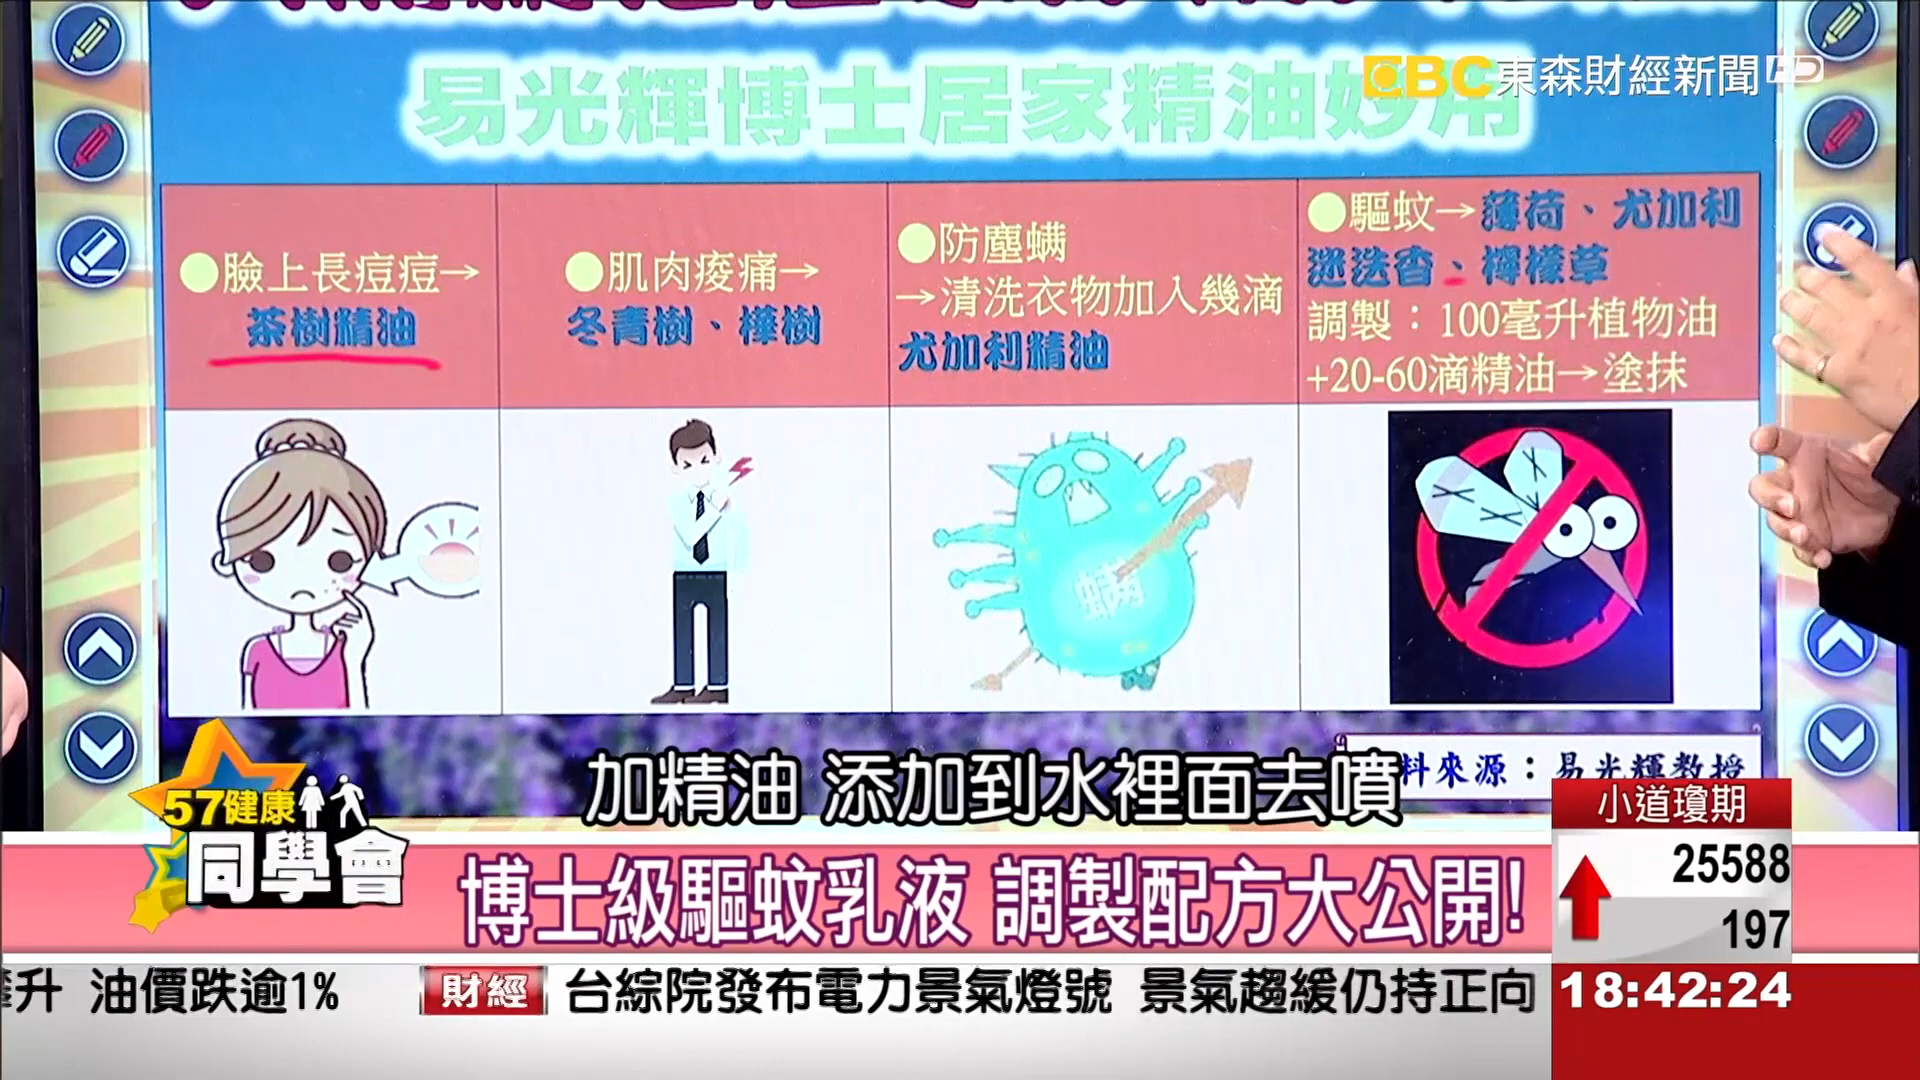 易光輝博士居家精油妙用
EBC 東森財經新聞 HD
●臉上長痘痘→
茶樹精油
●肌肉痠痛→
冬青樹、樺樹
●防塵蟎
→清洗衣物加入幾滴
尤加利精油
●驅蚊→薄荷、尤加利
迷迭香、檸檬草
調製：100毫升植物油
+20-60滴精油→塗抹
蟎
料來源：易光輝教授
加精油 添加到水裡面去噴
57健康
同學會
博士級驅蚊乳液 調製配方大公開!
小道瓊期
25588
197
升 油價跌逾1%
財經
台綜院發布電力景氣燈號 景氣趨緩仍持正向
18:42:24